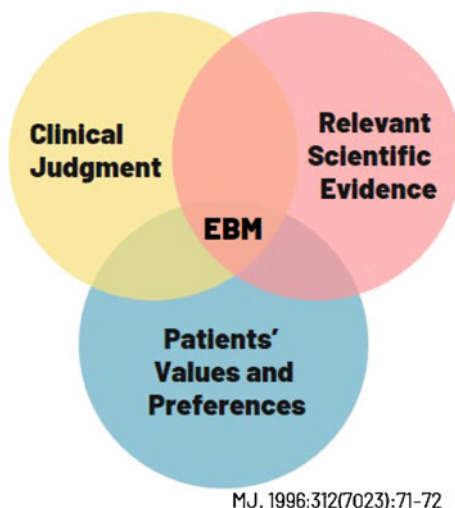 Clinical
Judgment
Relevant
Scientific
Evidence
EBM
Patients'
Values and
Preferences
MJ. 1996:312(7023):71-72